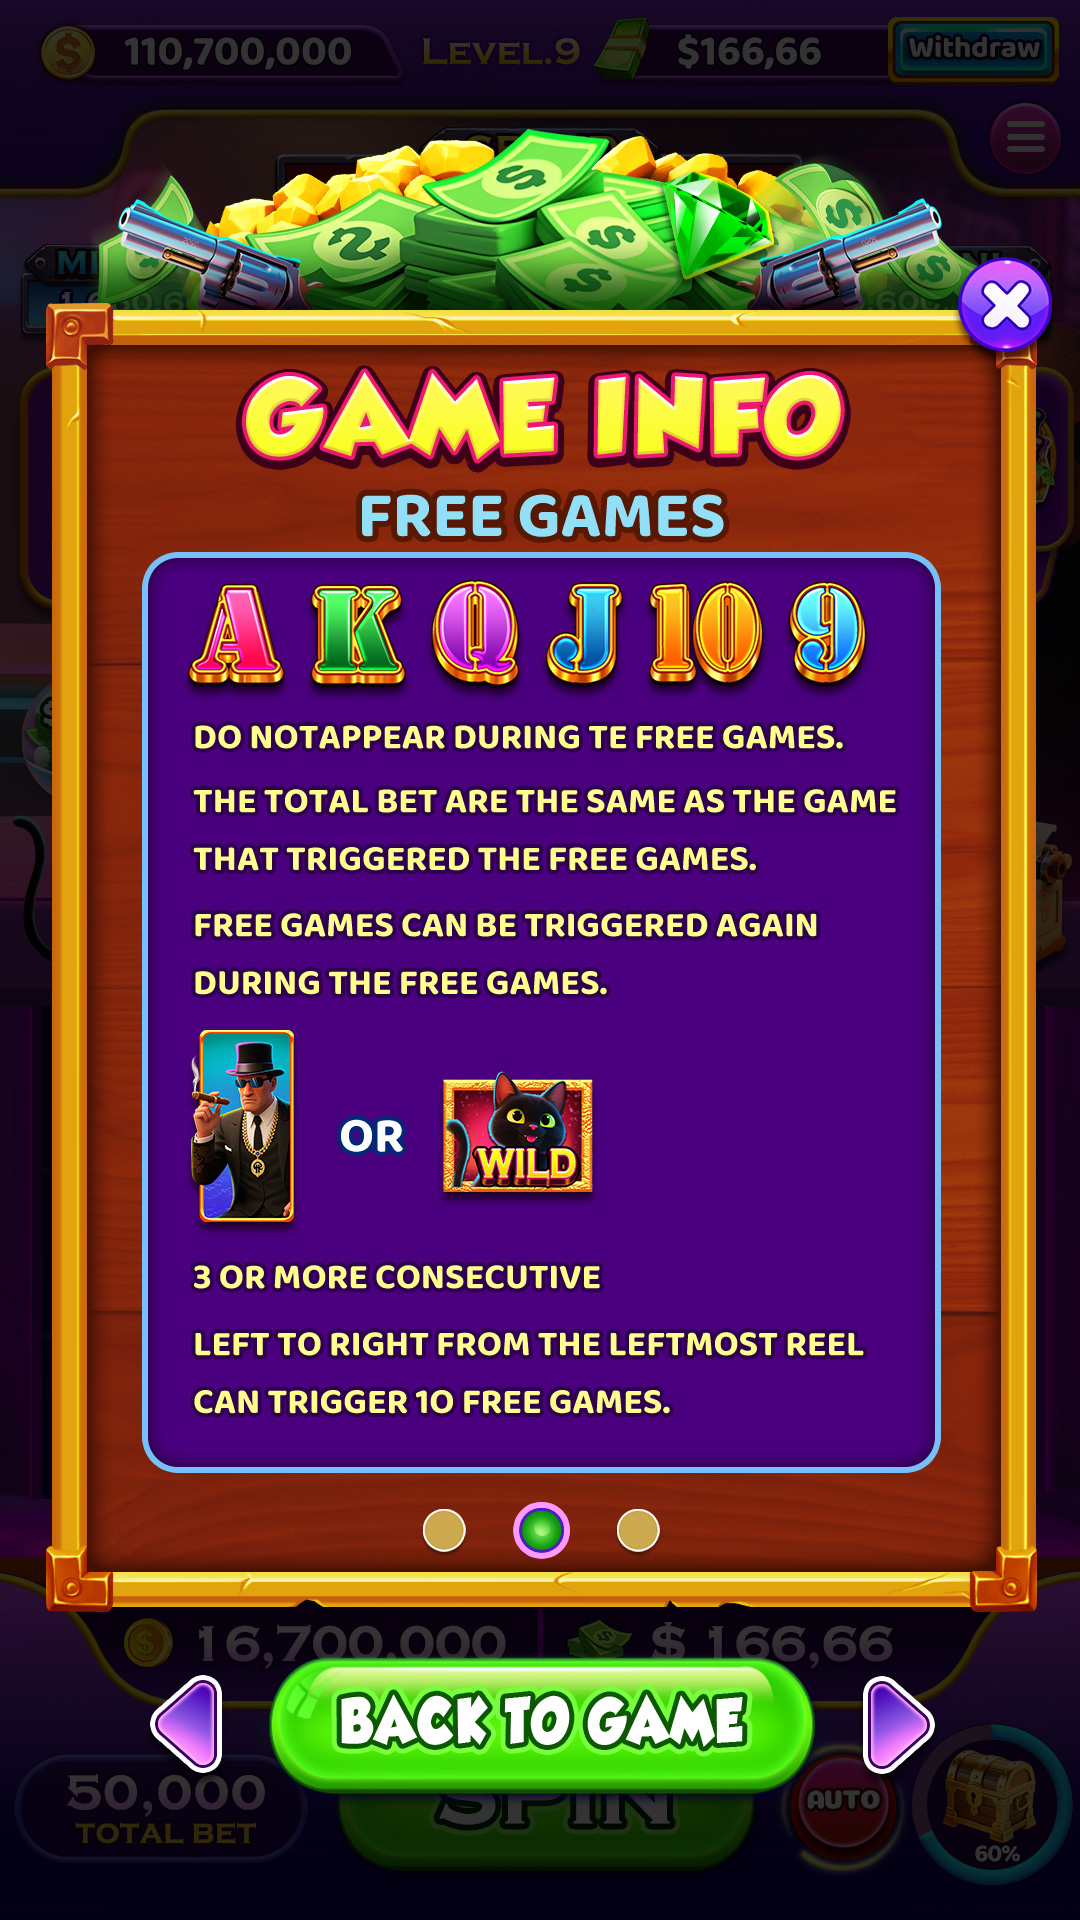 110,700,000
LEVEL.9
$166,66
Withdraw
GAME INFO
FREE GAMES
A K Q J 10 9
DO NOTAPPEAR DURING TE FREE GAMES.
THE TOTAL BET ARE THE SAME AS THE GAME
THAT TRIGGERED THE FREE GAMES.
FREE GAMES CAN BE TRIGGERED AGAIN
DURING THE FREE GAMES.
OR
WILD
3 OR MORE CONSECUTIVE
LEFT TO RIGHT FROM THE LEFTMOST REEL
CAN TRIGGER 10 FREE GAMES.
16,700,000
$ 166,66
BACK TO GAME
50,000
TOTAL BET
SPIN
AUTO
60%